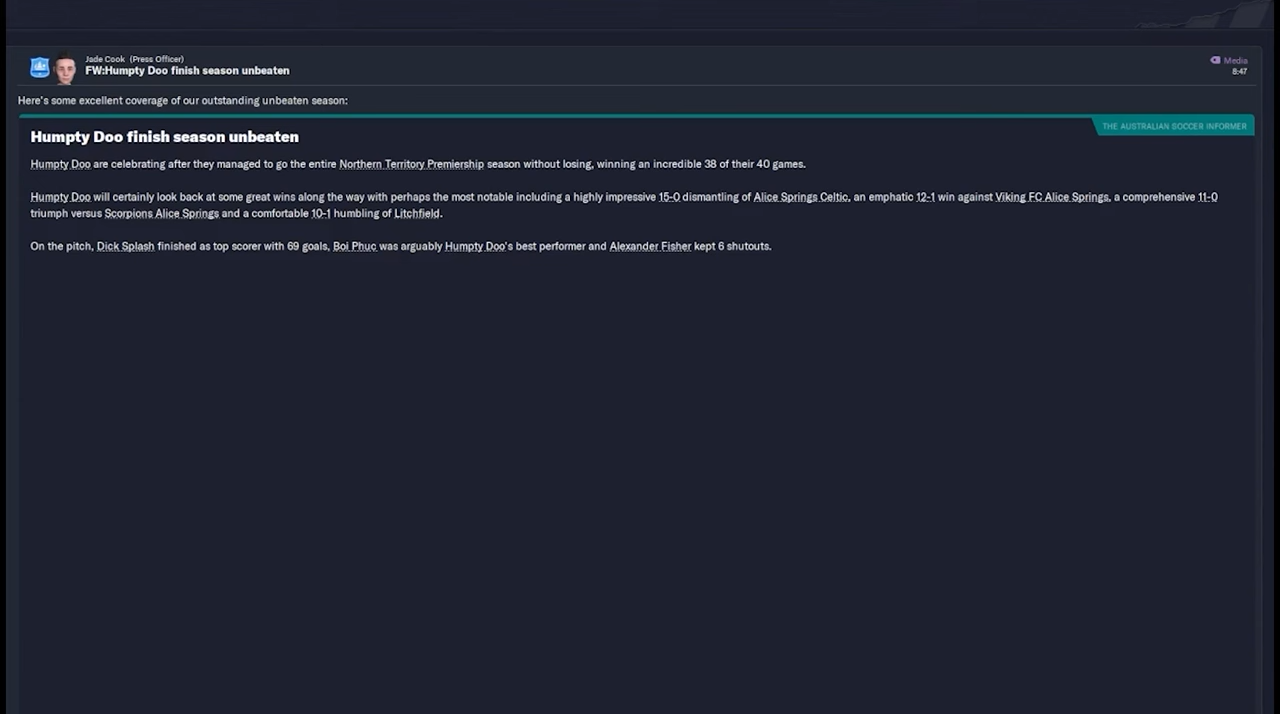 Jade Cook (Press Officer)
FW:Humpty Doo finish season unbeaten
Media
8:47
Here's some excellent coverage of our outstanding unbeaten season:
THE AUSTRALIAN SOCCER INFORMER
Humpty Doo finish season unbeaten
Humpty Doo are celebrating after they managed to go the entire Northern Territory Premiership season without losing, winning an incredible 38 of their 40 games.
Humpty Doo will certainly look back at some great wins along the way with perhaps the most notable including a highly impressive 15-0 dismantling of Alice Springs Celtic, an emphatic 12-1 win against Viking FC Alice Springs, a comprehensive 11-0
triumph versus Scorpions Alice Springs and a comfortable 10-1 humbling of Litchfield.
On the pitch, Dick Splash finished as top scorer with 69 goals, Boi Phuc was arguably Humpty Doo's best performer and Alexander Fisher kept 6 shutouts.